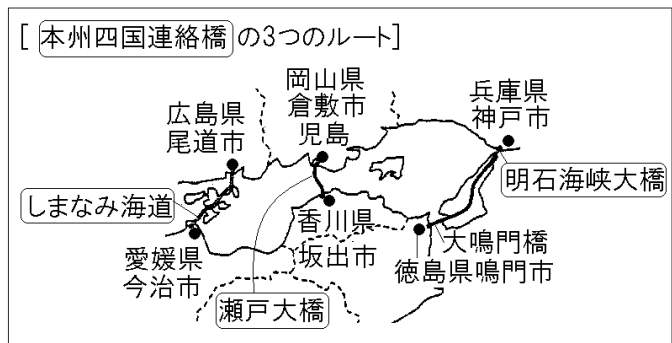 [ 本州四国連絡橋 の3つのルート]
岡山県
倉敷市
児島
兵庫県
神戸市
広島県
尾道市
明石海峡大橋
しまなみ海道
香川県
坂出市
大鳴門橋
徳島県鳴門市
愛媛県
今治市
瀬戸大橋